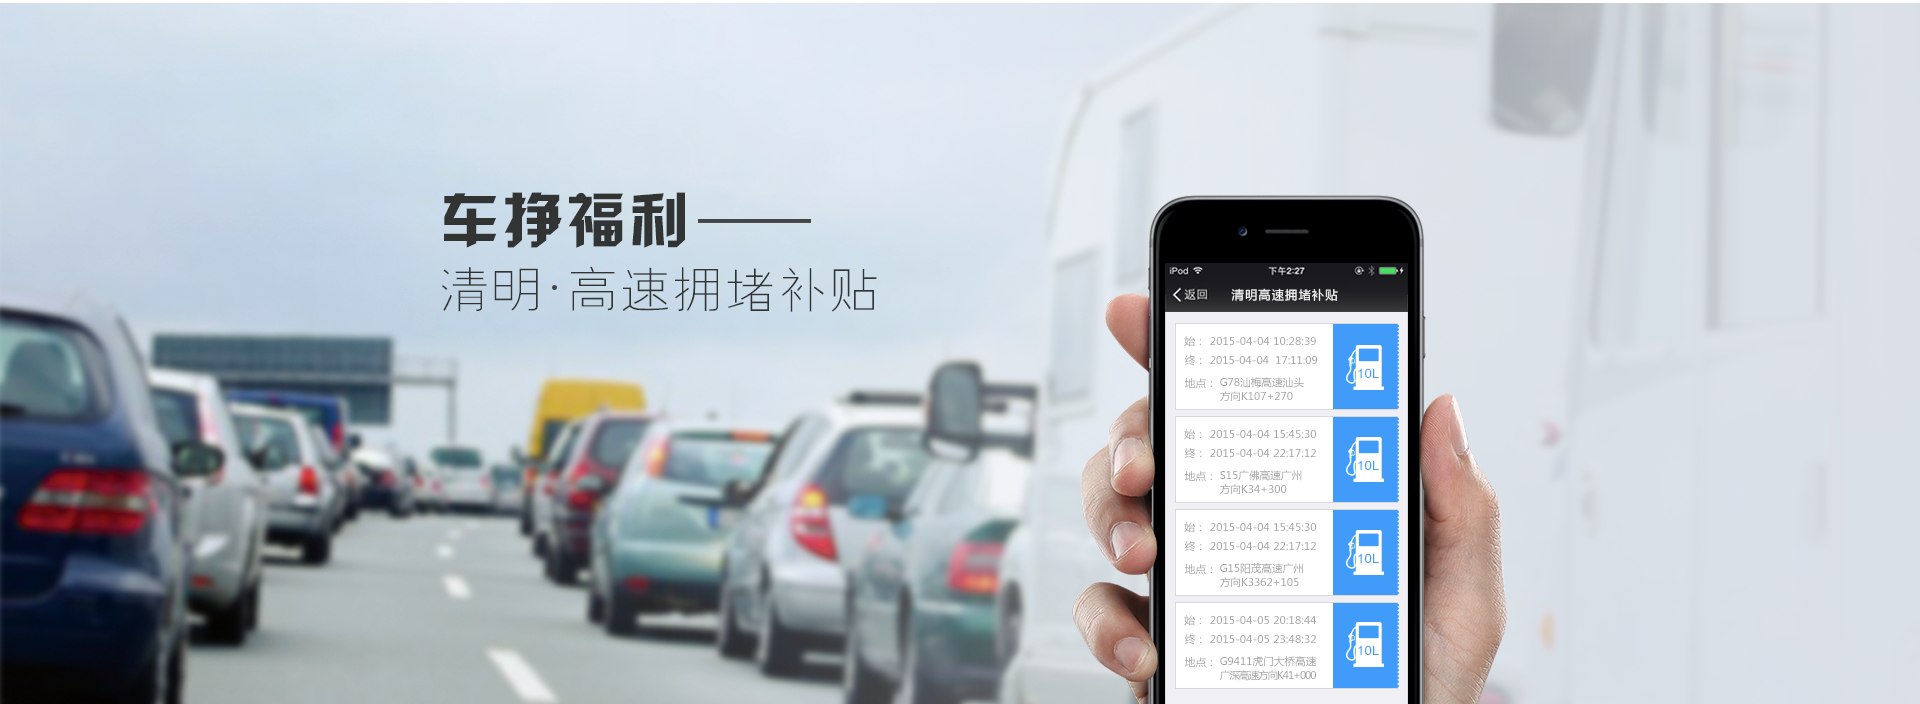 车挣福利——
清明·高速拥堵补贴
iPod 下午2:27
返回 清明高速拥堵补贴
始： 2015-04-04 10:28:39
终： 2015-04-04 17:11:09
地点： G78汕梅高速汕头
方向K107+270
10L
始： 2015-04-04 15:45:30
终： 2015-04-04 22:17:12
地点： S15广佛高速广州
方向K34+300
10L
始： 2015-04-04 15:45:30
终： 2015-04-04 22:17:12
地点： G15阳茂高速广州
方向K3362+105
10L
始： 2015-04-05 20:18:44
终： 2015-04-05 23:48:32
地点： G9411虎门大桥高速
广深高速方向K41+000
10L